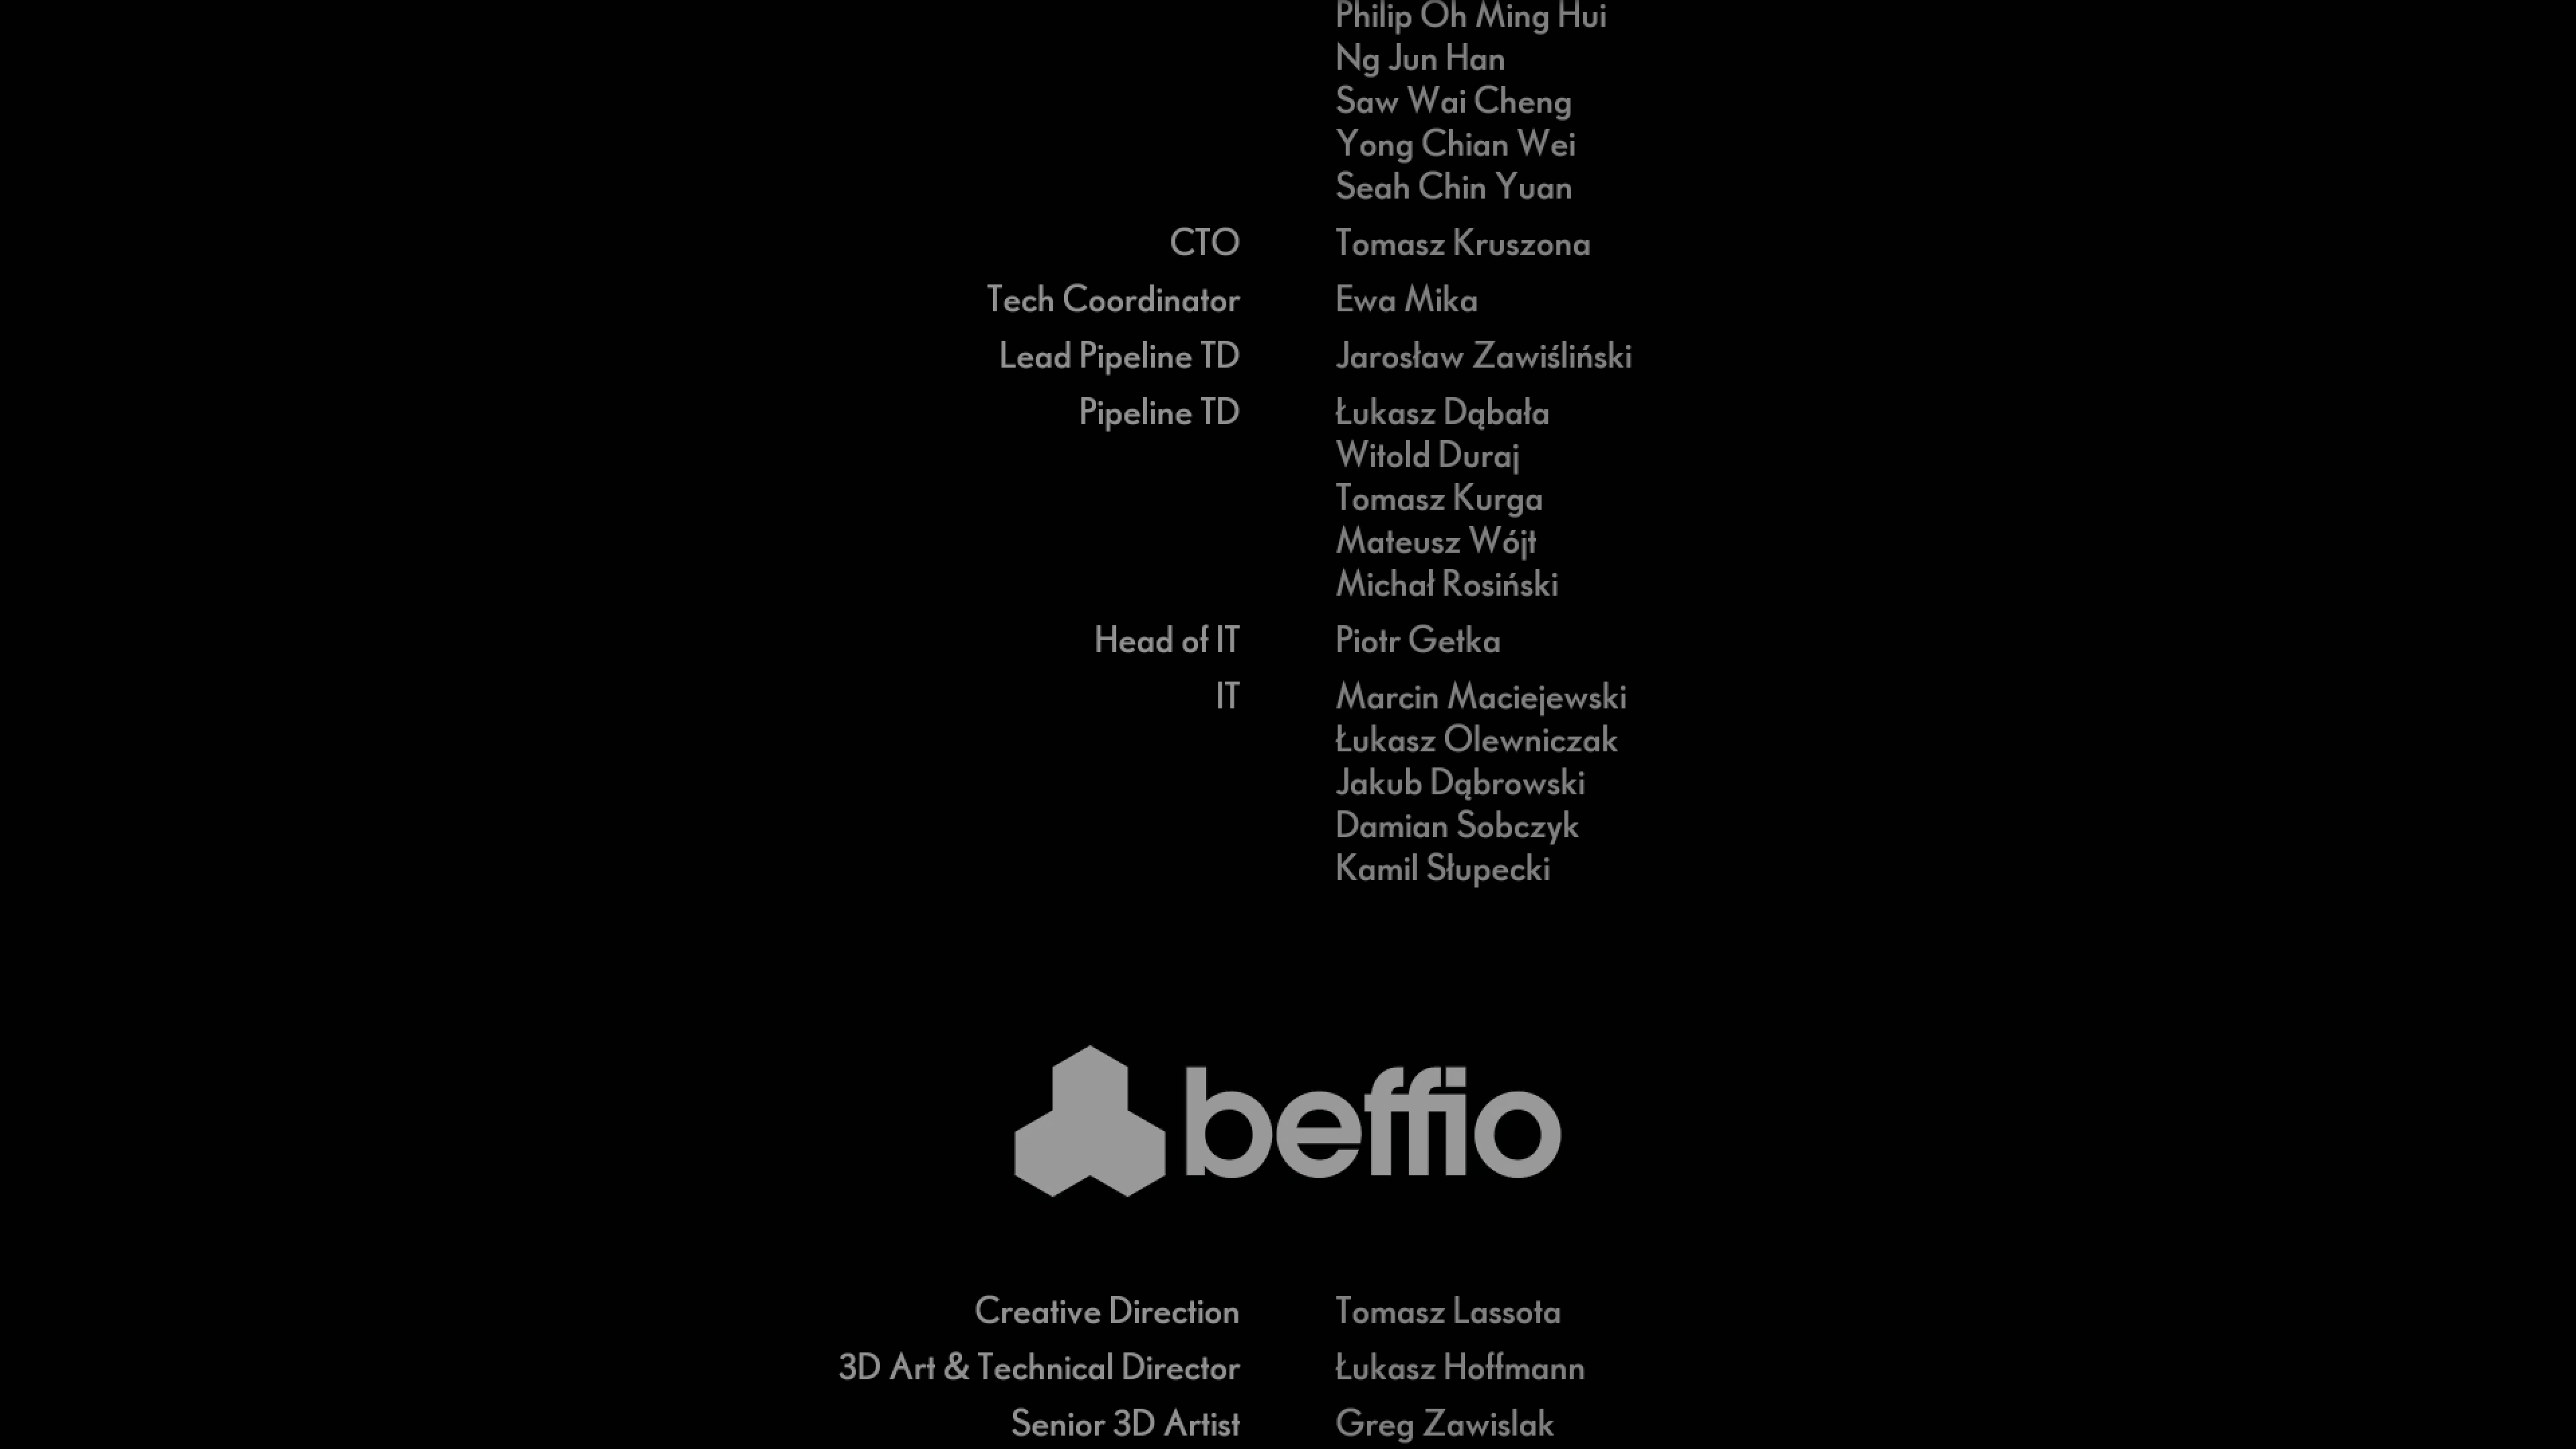 Philip Oh Ming Hui
Ng Jun Han
Saw Wai Cheng
Yong Chian Wei
Seah Chin Yuan
CTO Tomasz Kruszona
Tech Coordinator Ewa Mika
Lead Pipeline TD Jarosław Zawiśliński
Pipeline TD Łukasz Dąbała
Witold Duraj
Tomasz Kurga
Mateusz Wójt
Michał Rosiński
Head of IT Piotr Getka
IT Marcin Maciejewski
Łukasz Olewniczak
Jakub Dąbrowski
Damian Sobczyk
Kamil Słupecki
beffio
Creative Direction Tomasz Lassota
3D Art & Technical Director Łukasz Hoffmann
Senior 3D Artist Greg Zawislak